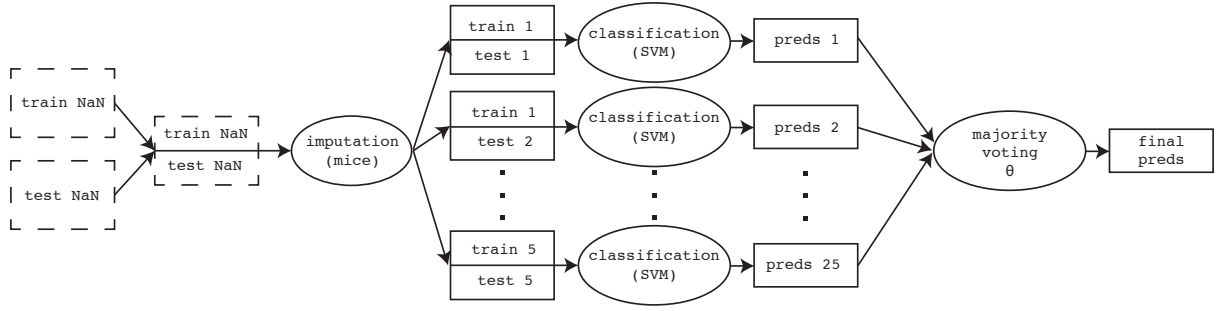 train NaN
test NaN
train NaN
test NaN
imputation
(mice)
train 1
test 1
train 1
test 2
train 5
test 5
classification
(SVM)
classification
(SVM)
classification
(SVM)
preds 1
preds 2
preds 25
majority
voting
θ
final
preds